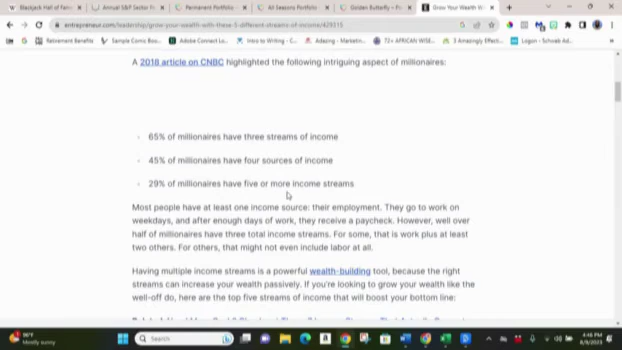 Blackjack Hall of Fam
Annual S&P Sector
Permanent Portfolio -
All Seasons Portfolio
Golden Butterfly –
Grow Your Wealth W
entrepreneur.com/leadership/grow-your-wealth-with-these-5-different-streams-of-income/429115
Retirement Benefits
Sample Comic Boo..
Adobe Connect Lo..
Intro to Writing - C..
Adazing - Marketin..
72+ AFRICAN WISE..
3 Amazingly Effecti..
Logon - Schwab Ad..
A 2018 article on CNBC highlighted the following intriguing aspect of millionaires:
· 65% of millionaires have three streams of income
· 45% of millionaires have four sources of income
· 29% of millionaires have five or more income streams
Most people have at least one income source: their employment. They go to work on
weekdays, and after enough days of work, they receive a paycheck. However, well over
half of millionaires have three total income streams. For some, that is work plus at least
two others. For others, that might not even include labor at all.
Having multiple income streams is a powerful wealth-building tool, because the right
streams can increase your wealth passively. If you're looking to grow your wealth like the
well-off do, here are the top five streams of income that will boost your bottom line:
90°F
Mostly sunny
Search
4:46 PM